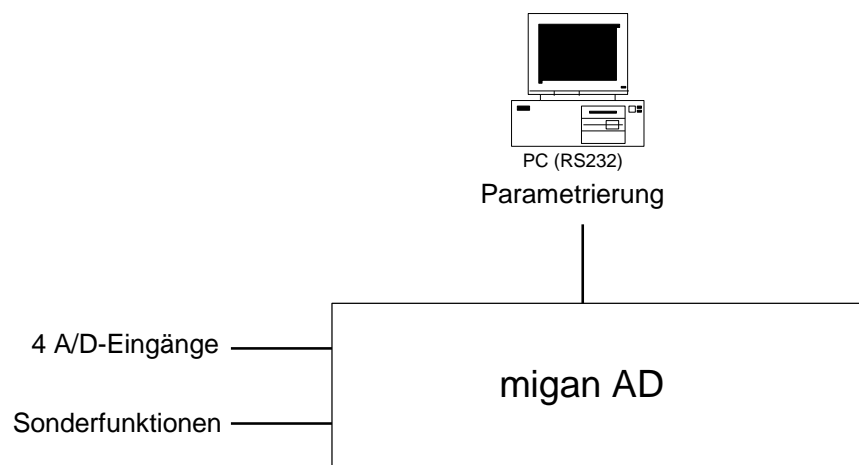 PC (RS232)
Parametrierung
4 A/D-Eingänge
migan AD
Sonderfunktionen